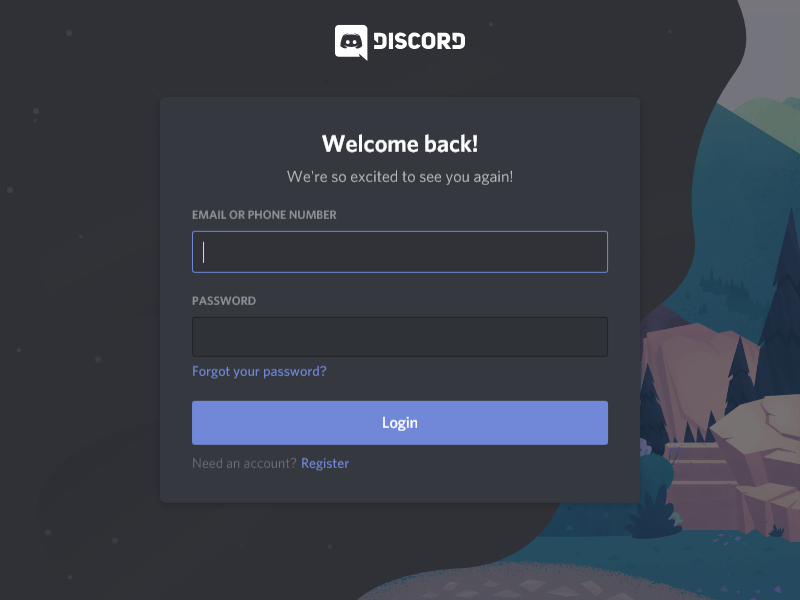 DISCORD
Welcome back!
We're so excited to see you again!
EMAIL OR PHONE NUMBER
PASSWORD
Forgot your password?
Login
Need an account? Register